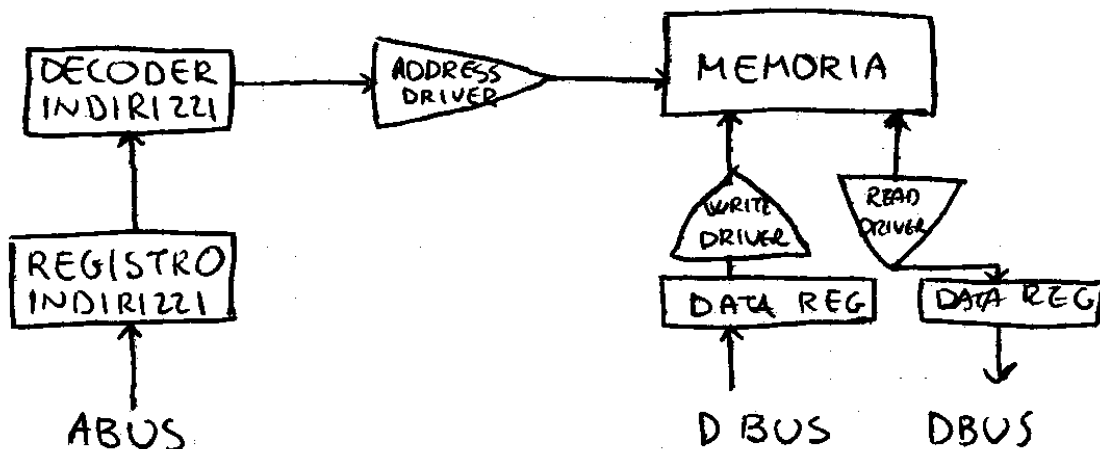 DECODER
INDIRIZZI
ADDRESS
DRIVER
MEMORIA
REGISTRO
INDIRIZZI
WRITE
DRIVER
READ
DRIVER
DATA REG
DATA REG
ABUS
D BUS
DBUS